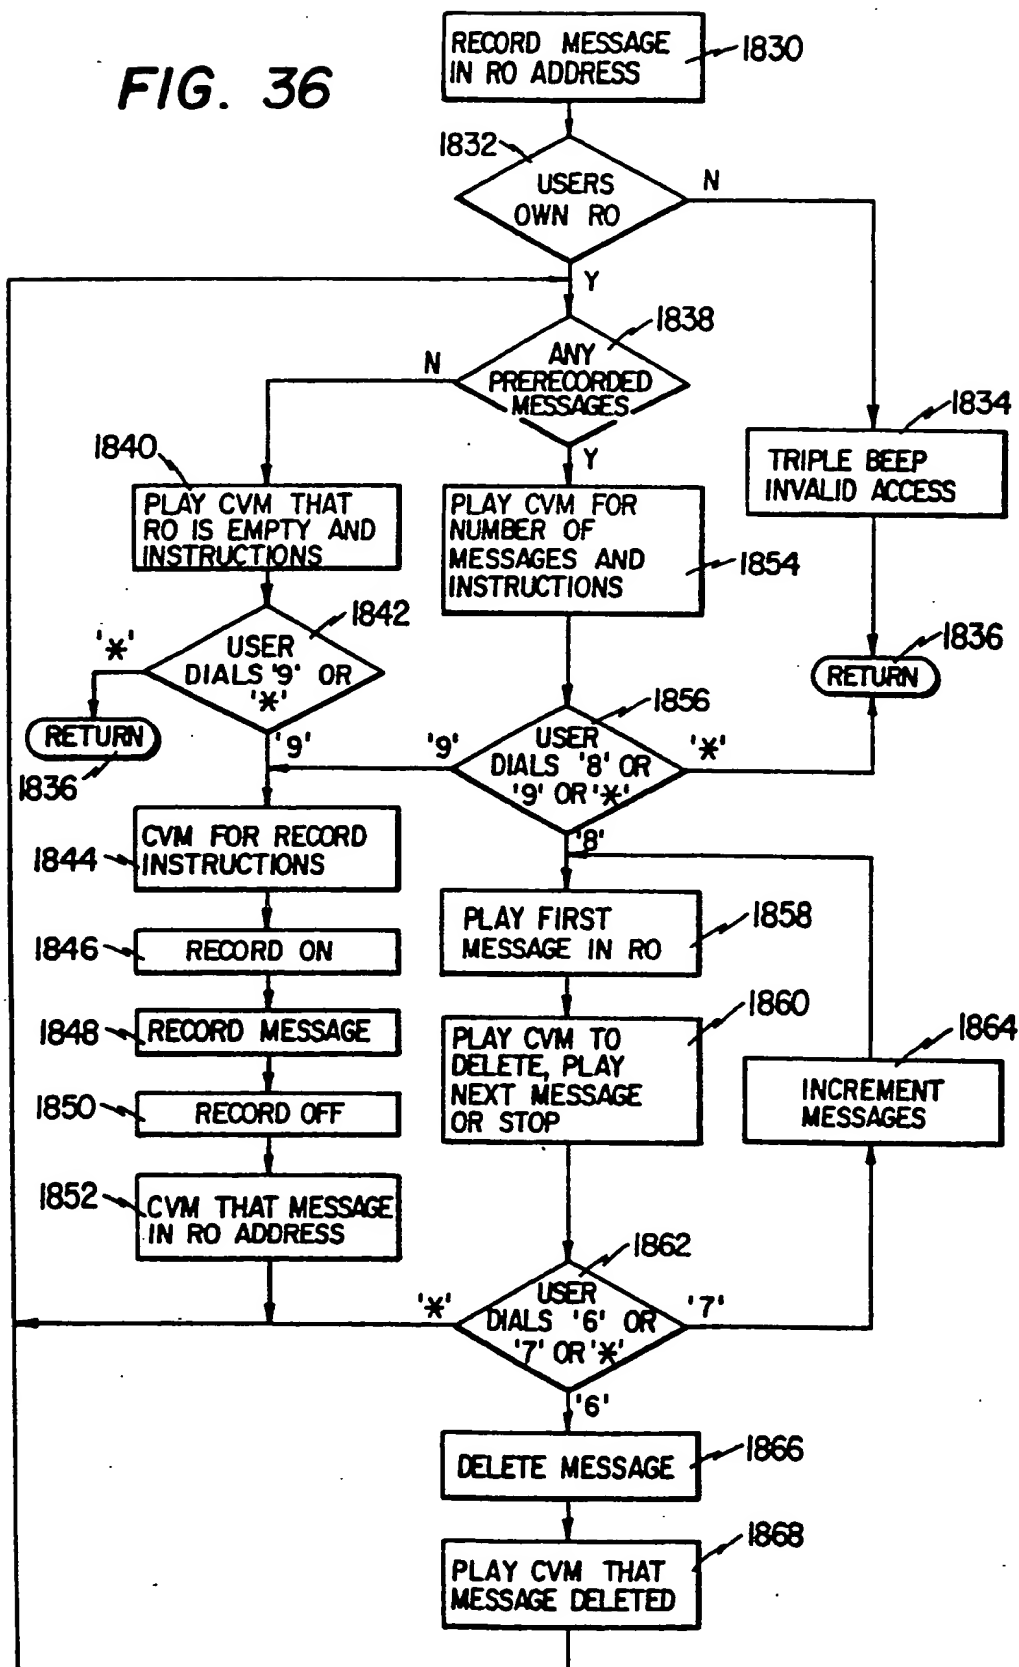 FIG. 36
RECORD MESSAGE
IN RO ADDRESS
1830
1832
USERS
OWN RO
N
Y
1838
ANY
PRERECORDED
MESSAGES
N
Y
1834
TRIPLE BEEP
INVALID ACCESS
1840
PLAY CVM THAT
RO IS EMPTY AND
INSTRUCTIONS
PLAY CVM FOR
NUMBER OF
MESSAGES AND
INSTRUCTIONS
1854
1842
USER
DIALS '9' OR
'*'
'*'
RETURN
1836
'9'
1836
RETURN
1856
USER
DIALS '8' OR
'9' OR '*'
'9'
'*'
'8'
CVM FOR RECORD
INSTRUCTIONS
1844
1846
RECORD ON
1848
RECORD MESSAGE
1850
RECORD OFF
1852
CVM THAT MESSAGE
IN RO ADDRESS
PLAY FIRST
MESSAGE IN RO
1858
1860
PLAY CVM TO
DELETE, PLAY
NEXT MESSAGE
OR STOP
1864
INCREMENT
MESSAGES
1862
USER
DIALS '6' OR
'7' OR '*'
'*'
'7'
'6'
DELETE MESSAGE
1866
1868
PLAY CVM THAT
MESSAGE DELETED